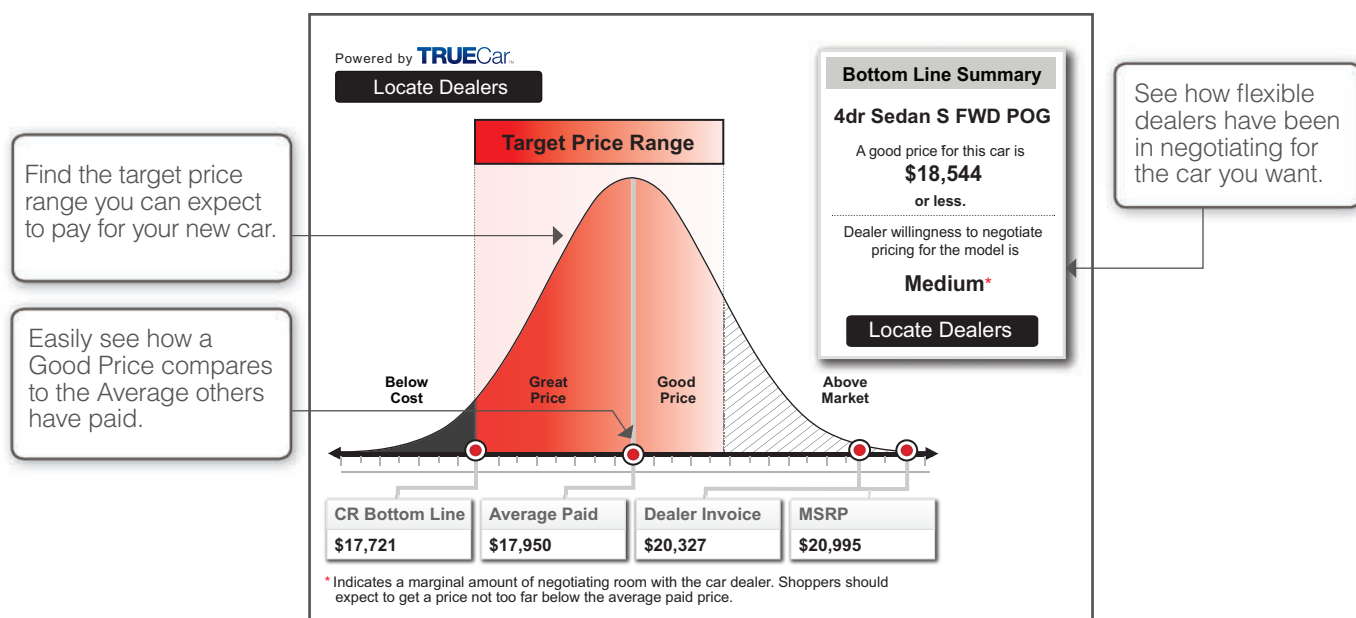 Powered by TRUECar™
Locate Dealers
Target Price Range
Find the target price
range you can expect
to pay for your new car.
Easily see how a
Good Price compares
to the Average others
have paid.
Below
Cost
Great
Price
Good
Price
Above
Market
Bottom Line Summary
4dr Sedan S FWD POG
A good price for this car is
$18,544
or less.
Dealer willingness to negotiate
pricing for the model is
Medium*
Locate Dealers
See how flexible
dealers have been
in negotiating for
the car you want.
CR Bottom Line
$17,721
Average Paid
$17,950
Dealer Invoice
$20,327
MSRP
$20,995
* Indicates a marginal amount of negotiating room with the car dealer. Shoppers should
expect to get a price not too far below the average paid price.